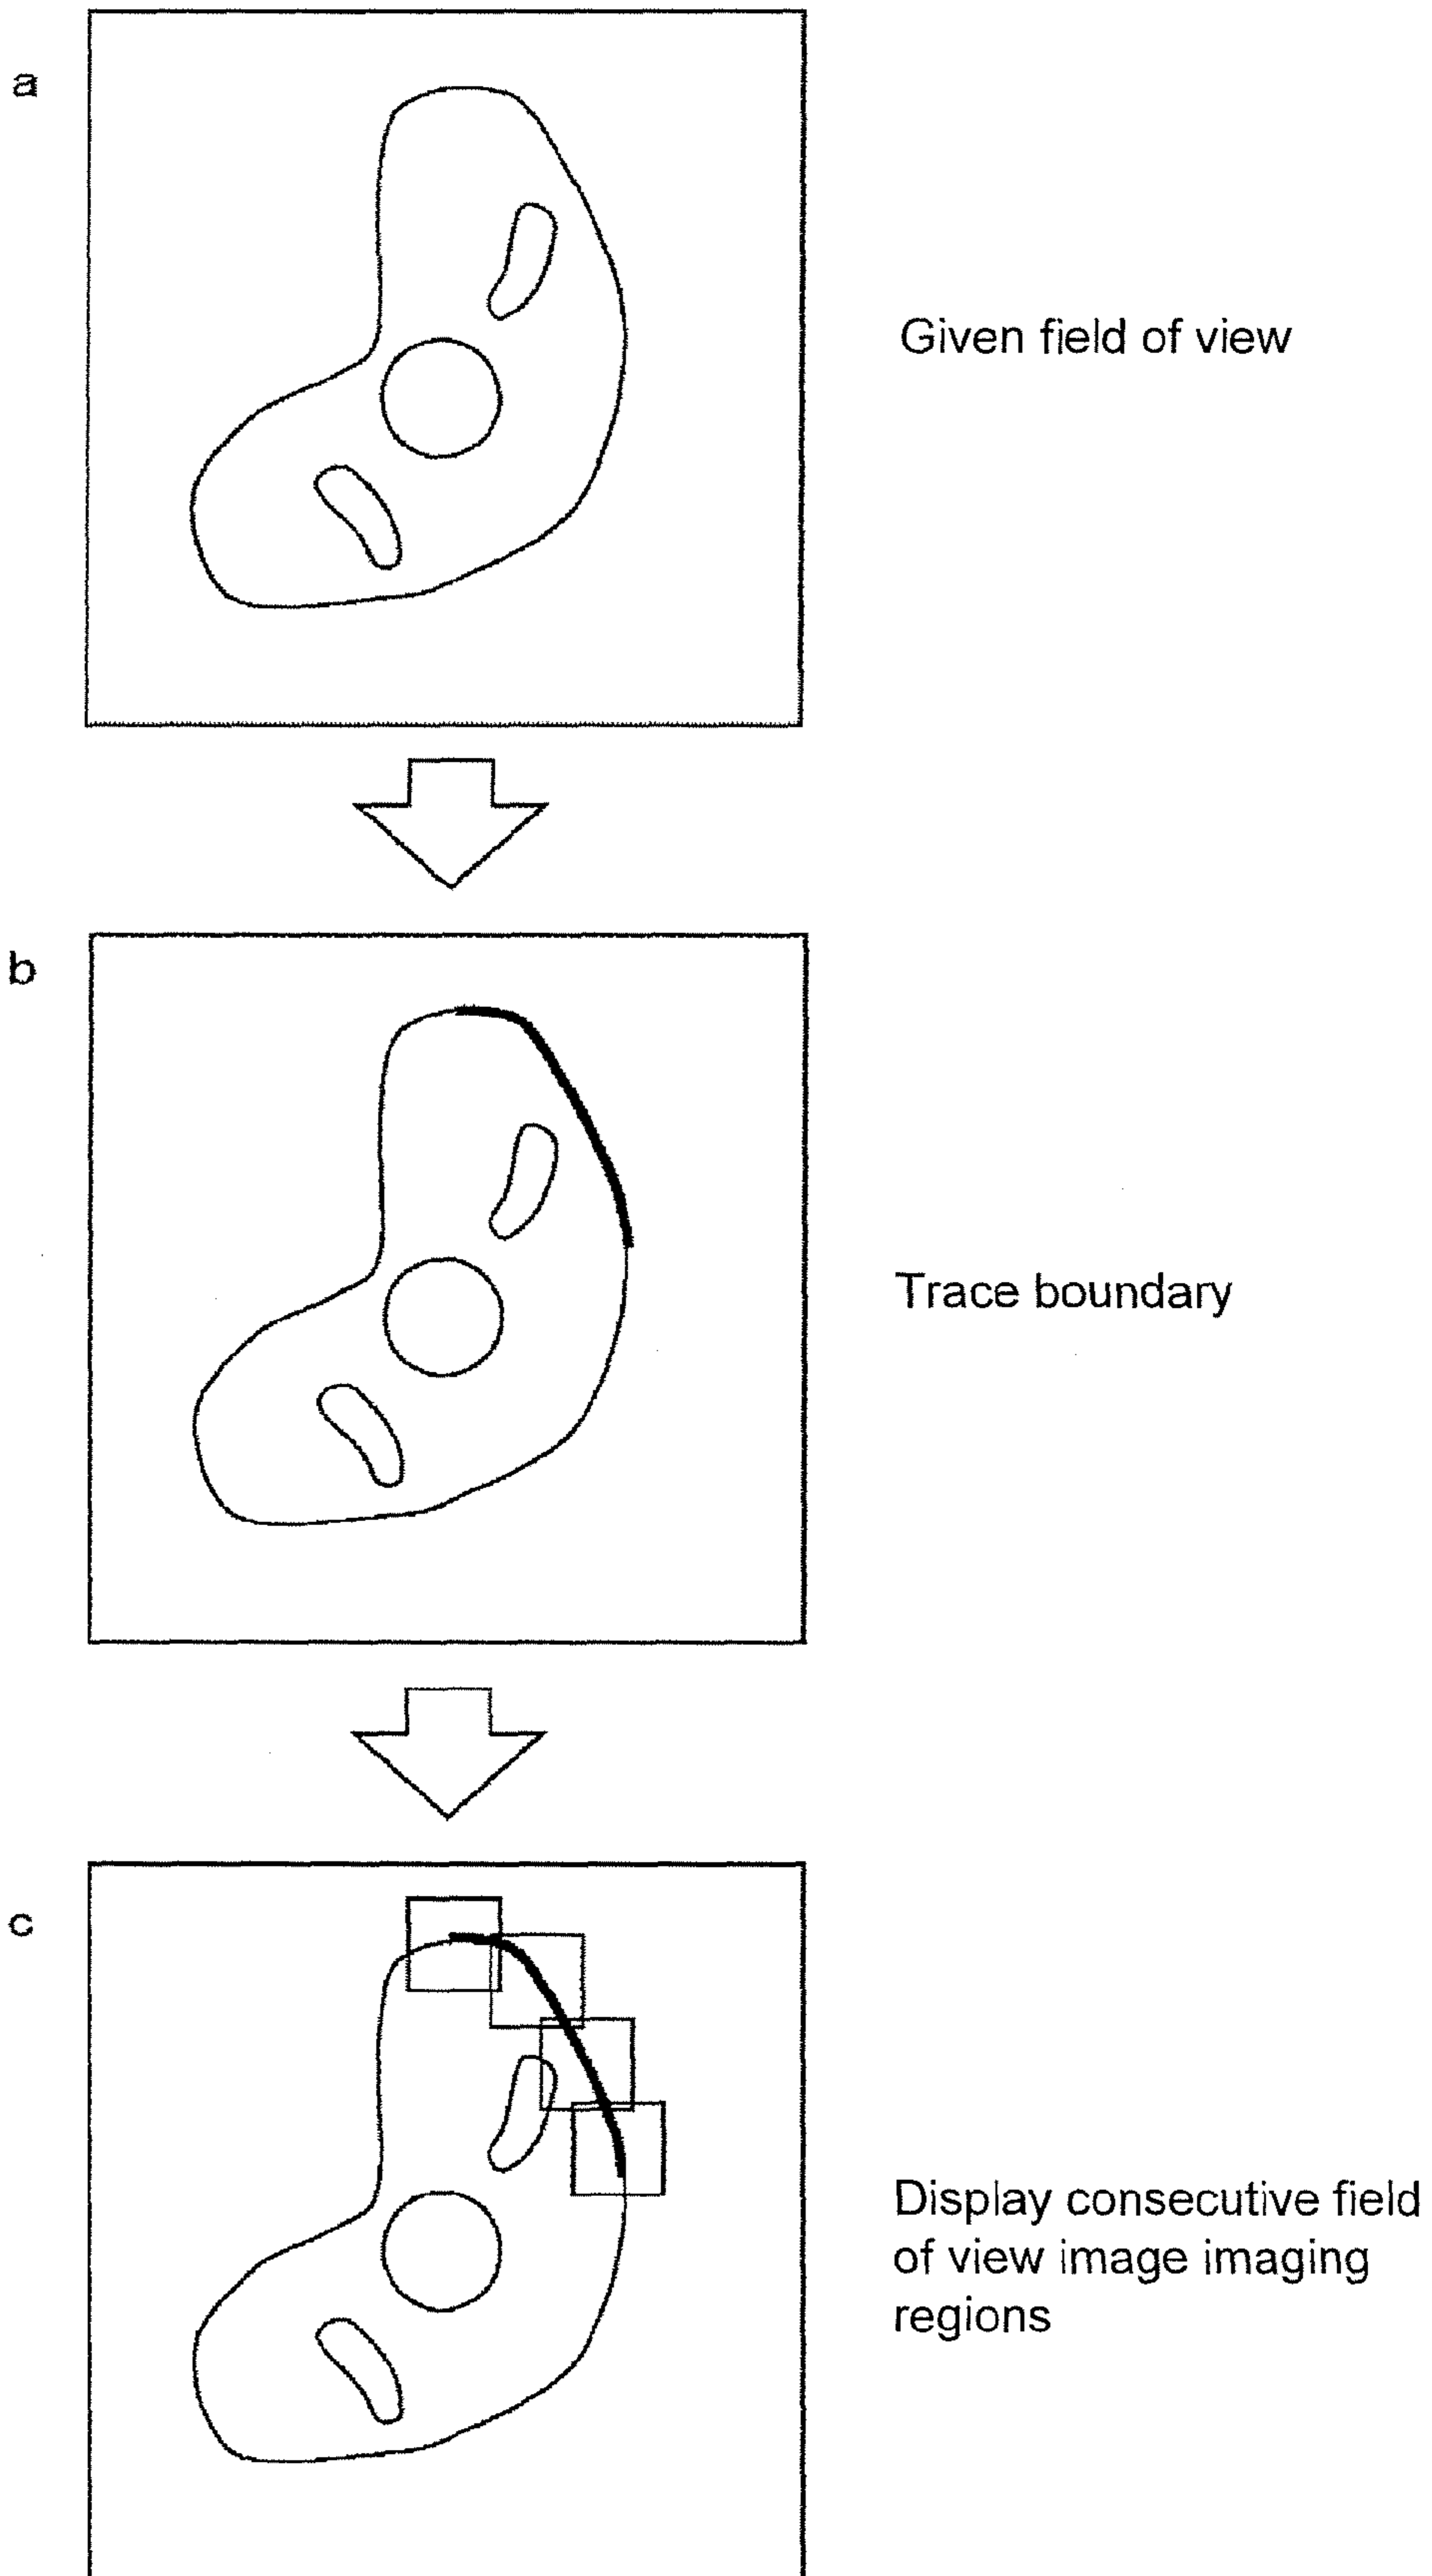 a
Given field of view
b
Trace boundary
c
Display consecutive field
of view image imaging
regions